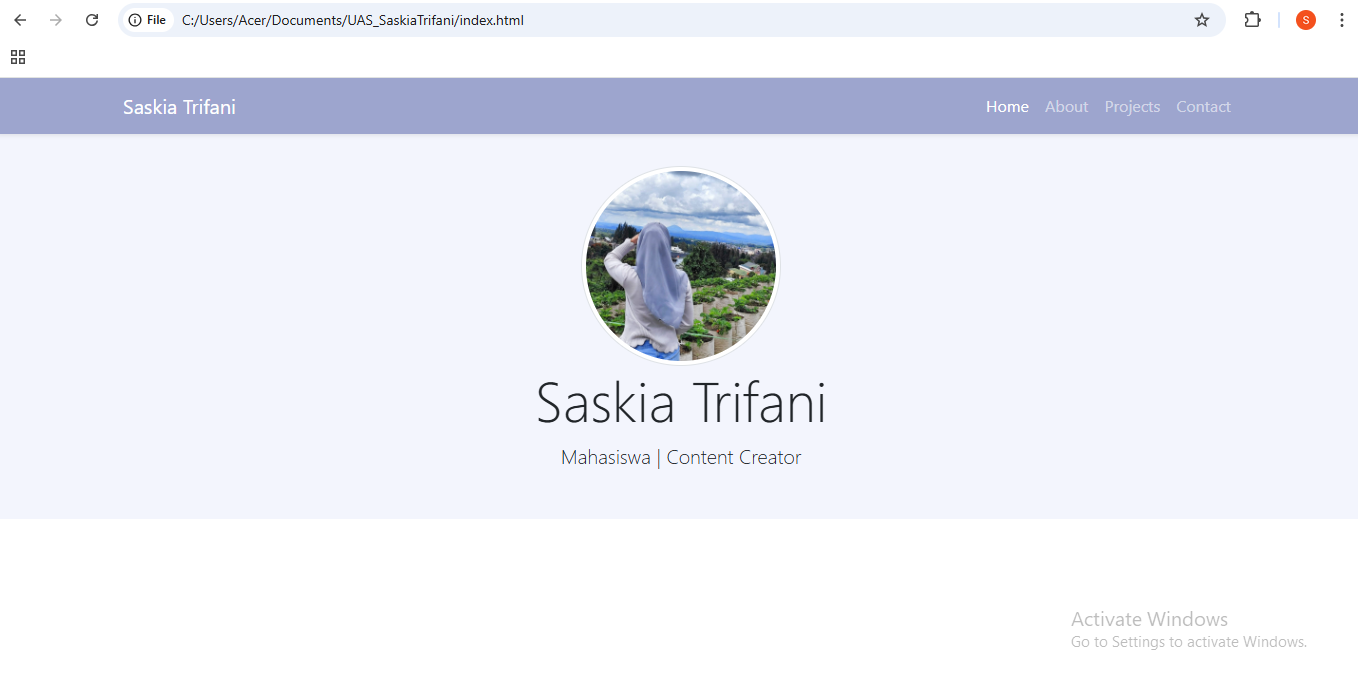 File C:/Users/Acer/Documents/UAS_SaskiaTrifani/index.html
S
Saskia Trifani
Home About Projects Contact
Saskia Trifani
Mahasiswa | Content Creator
Activate Windows
Go to Settings to activate Windows.